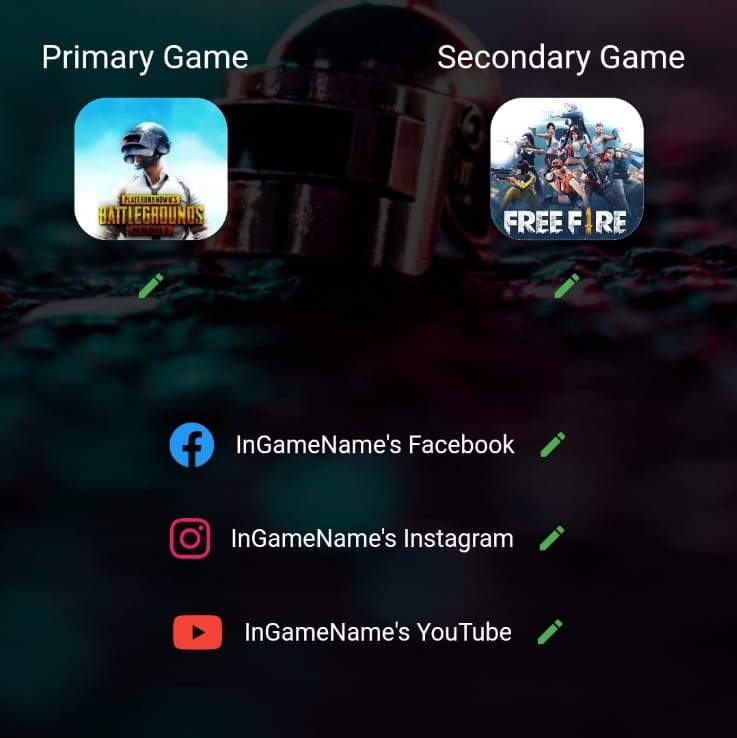 Primary Game
Secondary Game
PLAYERUNKNOWN'S
BATTLEGROUNDS
MOBILE
FREE FIRE
InGameName's Facebook
InGameName's Instagram
InGameName's YouTube